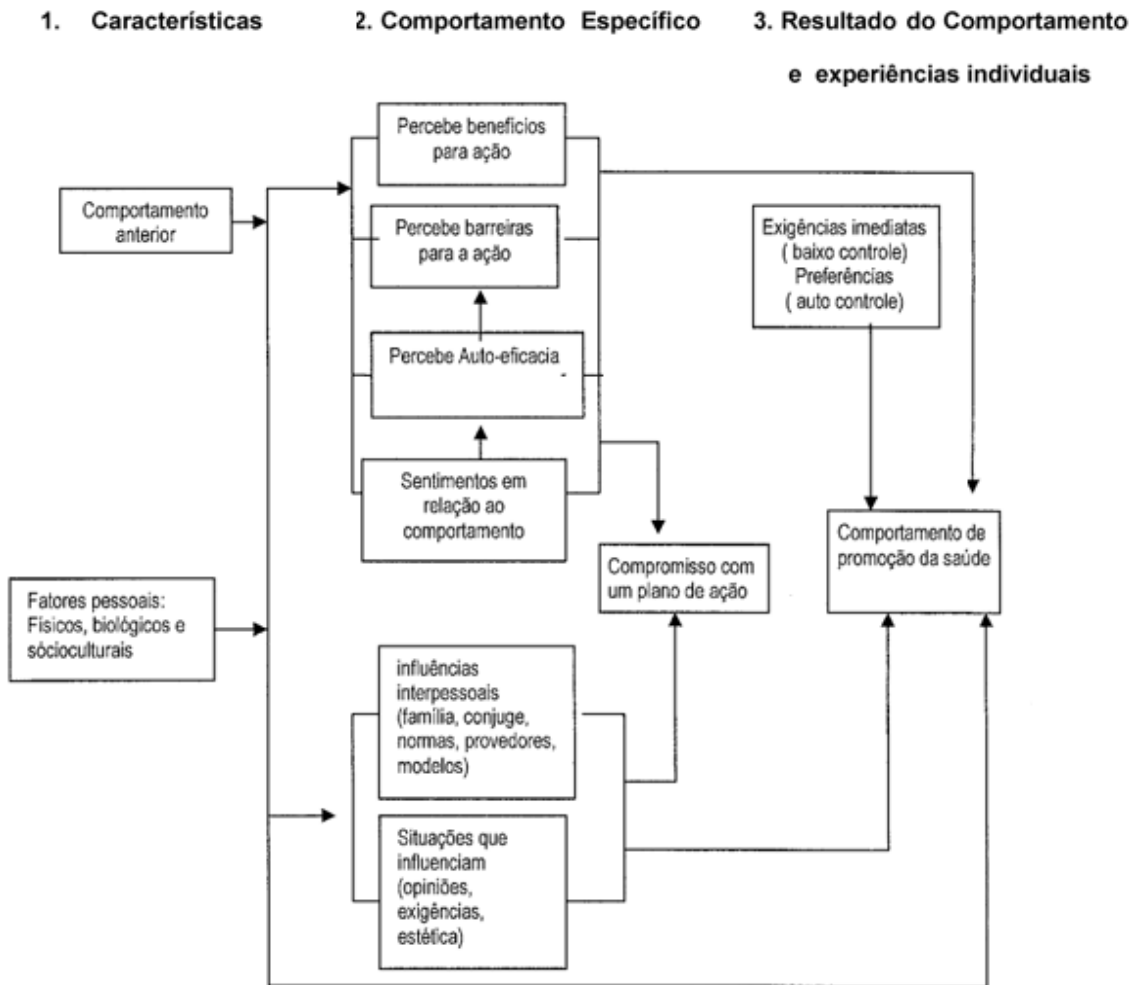 1. Características
2. Comportamento Específico
3. Resultado do Comportamento
e experiências individuais
Percebe benefícios
para ação
Comportamento
anterior
Percebe barreiras
para a ação
Exigências imediatas
( baixo controle)
Preferências
( auto controle)
Percebe Auto-eficacia
Sentimentos em
relação ao
comportamento
Comportamento de
promoção da saúde
Compromisso com
um plano de ação
Fatores pessoais:
Físicos, biológicos e
sócioculturais
influências
interpessoais
(família, conjuge,
normas, provedores,
modelos)
Situações que
influenciam
(opiniões,
exigências,
estética)